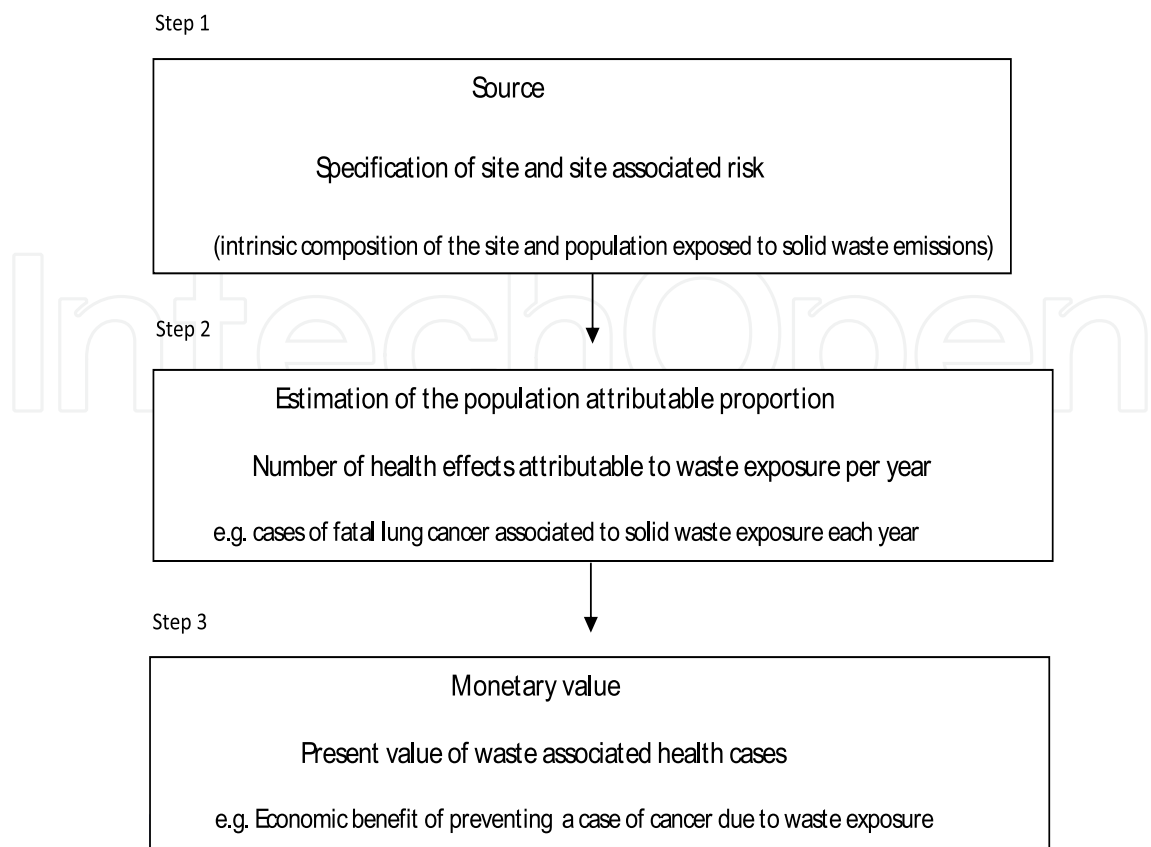 Step 1
Source
Specification of site and site associated risk
(intrinsic composition of the site and population exposed to solid waste emissions)
IntechOpen
Step 2
Estimation of the population attributable proportion
Number of health effects attributable to waste exposure per year
e.g. cases of fatal lung cancer associated to solid waste exposure each year
Step 3
Monetary value
Present value of waste associated health cases
e.g. Economic benefit of preventing a case of cancer due to waste exposure